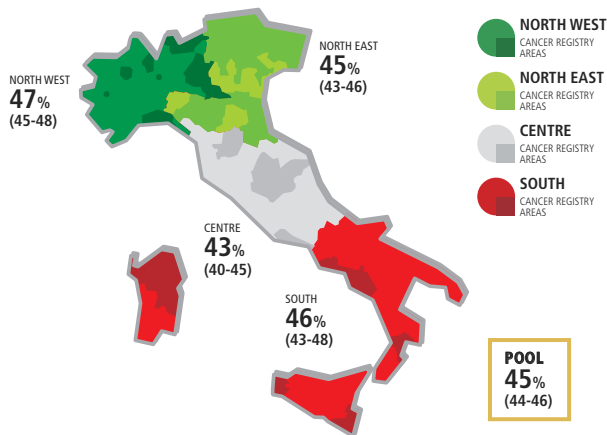 NORTH WEST
47%
(45-48)
NORTH EAST
45%
(43-46)
CENTRE
43%
(40-45)
SOUTH
46%
(43-48)
NORTH WEST
CANCER REGISTRY
AREAS
NORTH EAST
CANCER REGISTRY
AREAS
CENTRE
CANCER REGISTRY
AREAS
SOUTH
CANCER REGISTRY
AREAS
POOL
45%
(44-46)